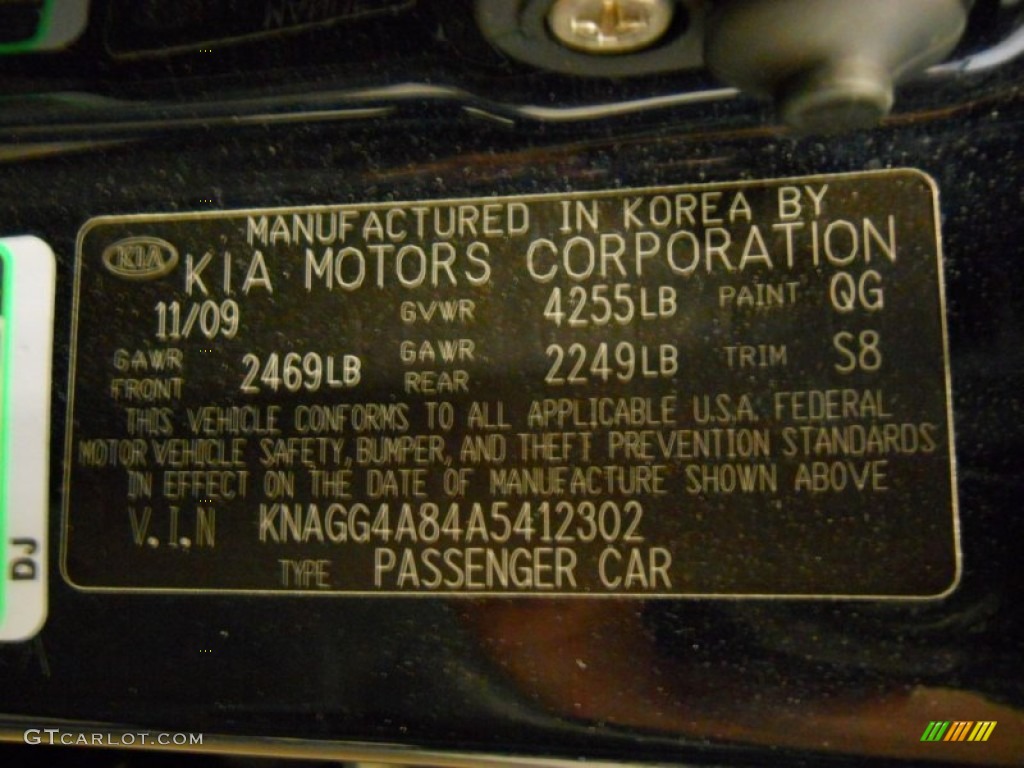 MANUFACTURED IN KOREA BY
KIA KIA MOTORS CORPORATION
11/09 GVWR 4255LB PAINT QG
GAWR FRONT 2469LB GAWR REAR 2249LB TRIM S8
THIS VEHICLE CONFORMS TO ALL APPLICABLE U.S.A. FEDERAL
MOTOR VEHICLE SAFETY, BUMPER, AND THEFT PREVENTION STANDARDS
IN EFFECT ON THE DATE OF MANUFACTURE SHOWN ABOVE
V.I.N KNAGG4A84A5412302
TYPE PASSENGER CAR
DJ
GTCARLOT.COM